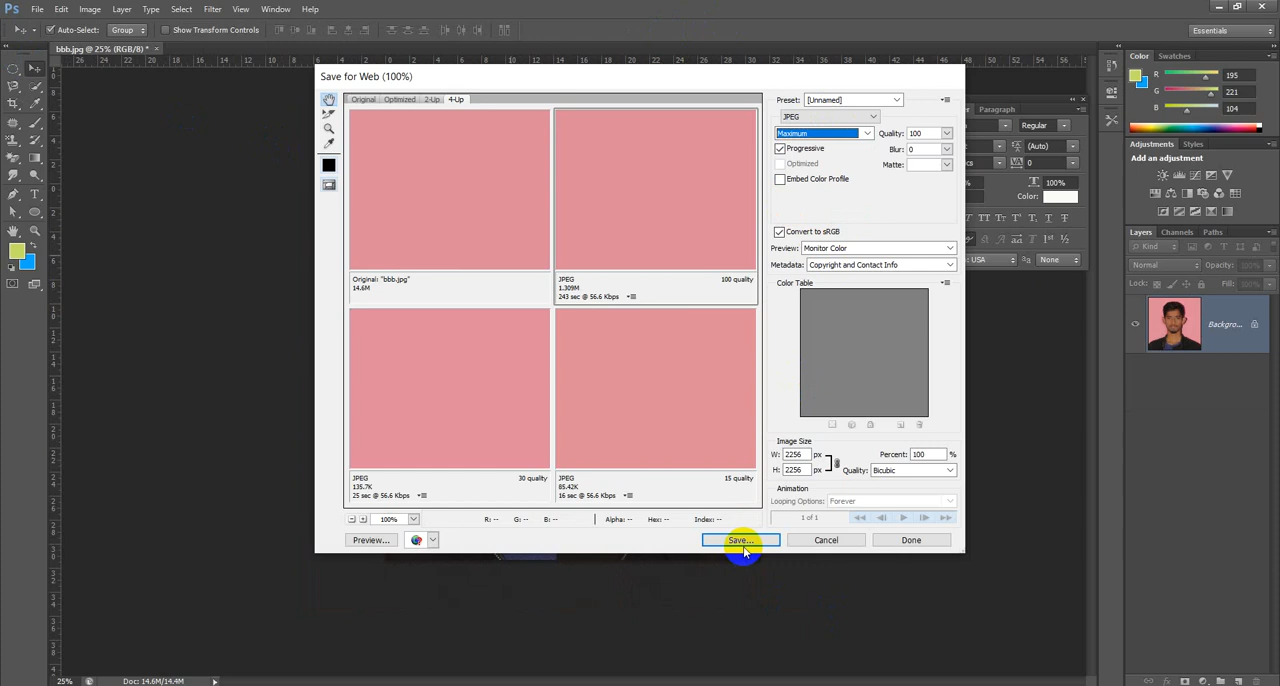 Ps File Edit Image Layer Type Select Filter View Window Help
Auto-Select: Group Show Transform Controls Essentials
bbb.jpg @ 25% (RGB/8) * ×
Save for Web (100%)
Original Optimized 2-Up 4-Up
Original: "bbb.jpg"
14.6M
JPEG 100 quality
1.309M
243 sec @ 56.6 Kbps
JPEG 30 quality
135.7K
25 sec @ 56.6 Kbps
JPEG 15 quality
85.42K
16 sec @ 56.6 Kbps
100% R: -- G: -- B: -- Alpha: -- Hex: -- Index: --
Preview... Save... Cancel Done
Preset: [Unnamed]
JPEG
Maximum Quality: 100
Progressive Blur: 0
Optimized Matte:
Embed Color Profile
Convert to sRGB
Preview: Monitor Color
Metadata: Copyright and Contact Info
Color Table
Image Size
W: 2256 px Percent: 100 %
H: 2256 px Quality: Bicubic
Animation
Looping Options: Forever
1 of 1
Paragraph
Regular
(Auto)
0
100%
Color:
USA aa None
Color Swatches
R 195
G 221
B 104
Adjustments Styles
Add an adjustment
Layers Channels Paths
Kind
Normal Opacity: 100%
Lock: Fill: 100%
Backgro...
25% Doc: 14.6M/14.4M